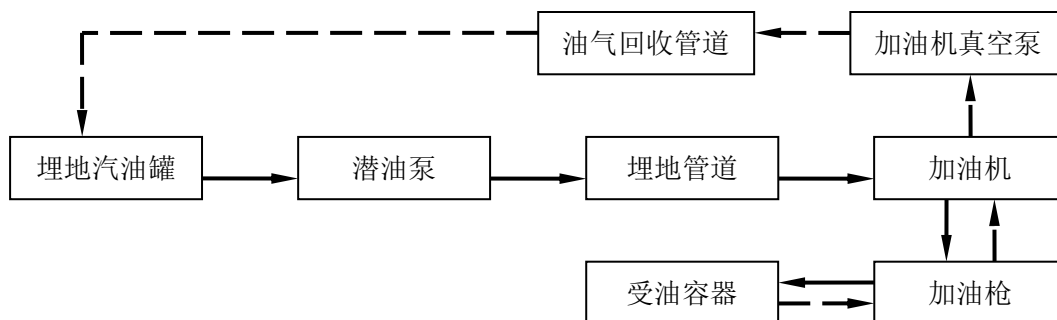 油气回收管道
加油机真空泵
埋地汽油罐
潜油泵
埋地管道
加油机
受油容器
加油枪